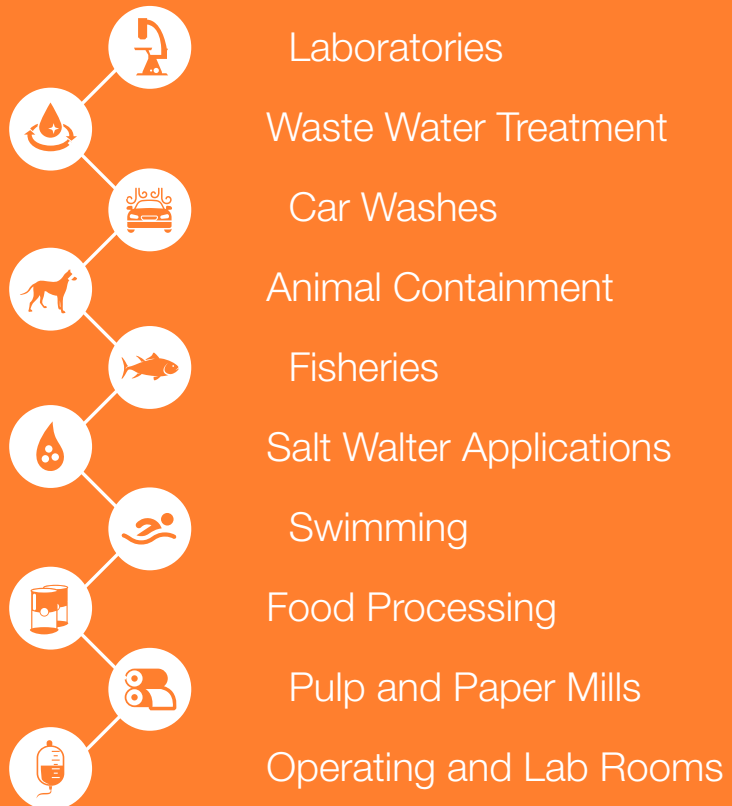 Laboratories
Waste Water Treatment
Car Washes
Animal Containment
Fisheries
Salt Walter Applications
Swimming
Food Processing
Pulp and Paper Mills
Operating and Lab Rooms